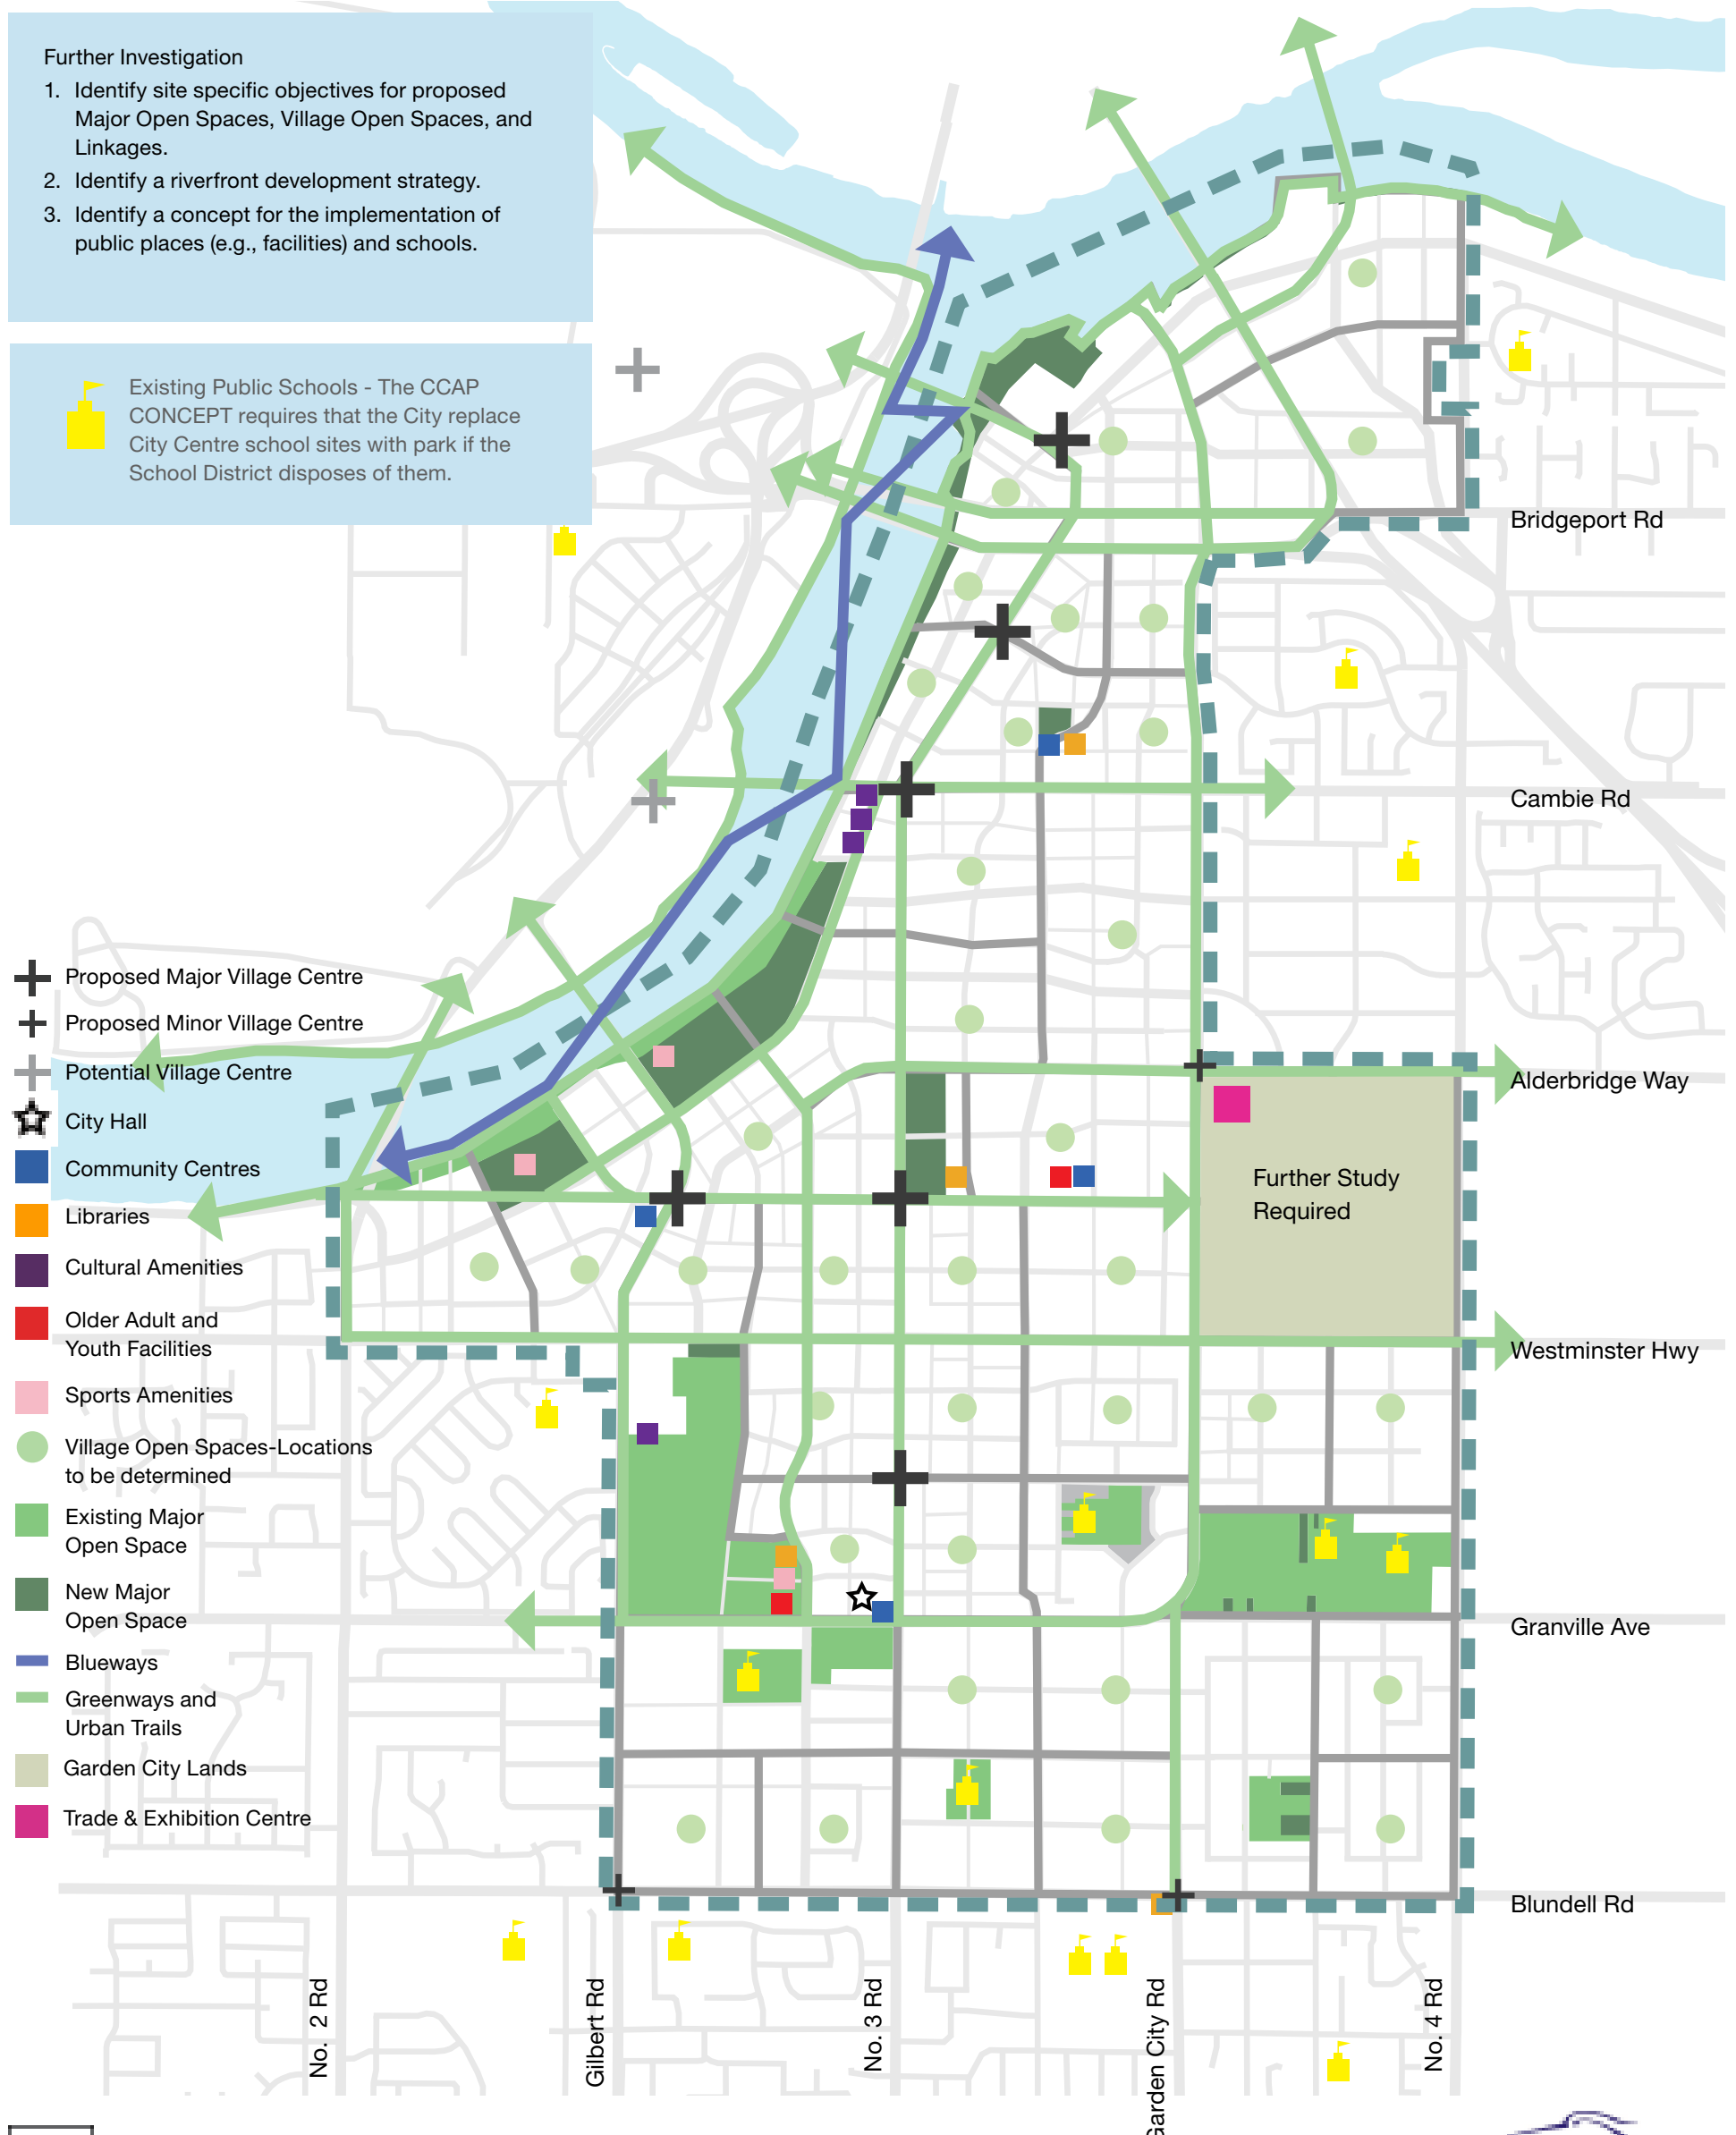 Further Investigation
1. Identify site specific objectives for proposed
Major Open Spaces, Village Open Spaces, and
Linkages.
2. Identify a riverfront development strategy.
3. Identify a concept for the implementation of
public places (e.g., facilities) and schools.
Existing Public Schools - The CCAP
CONCEPT requires that the City replace
City Centre school sites with park if the
School District disposes of them.
Bridgeport Rd
Cambie Rd
Proposed Major Village Centre
Proposed Minor Village Centre
Potential Village Centre
City Hall
Community Centres
Libraries
Cultural Amenities
Older Adult and
Youth Facilities
Sports Amenities
Village Open Spaces-Locations
to be determined
Existing Major
Open Space
New Major
Open Space
Blueways
Greenways and
Urban Trails
Garden City Lands
Trade & Exhibition Centre
Alderbridge Way
Further Study
Required
Westminster Hwy
Granville Ave
Blundell Rd
No. 2 Rd
Gilbert Rd
No. 3 Rd
Garden City Rd
No. 4 Rd